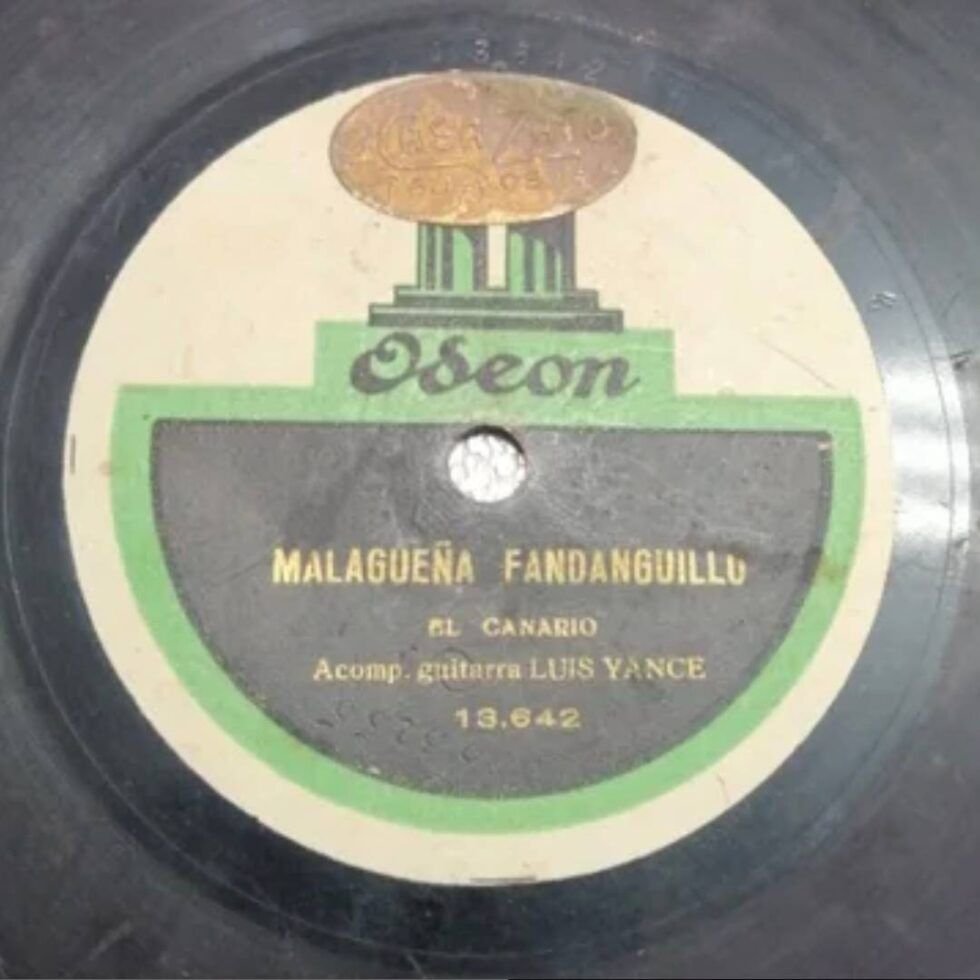 Odeon
MALAGUEÑA FANDANGUILLO
EL CANARIO
Acomp. guitarra LUIS YANCE
13.642